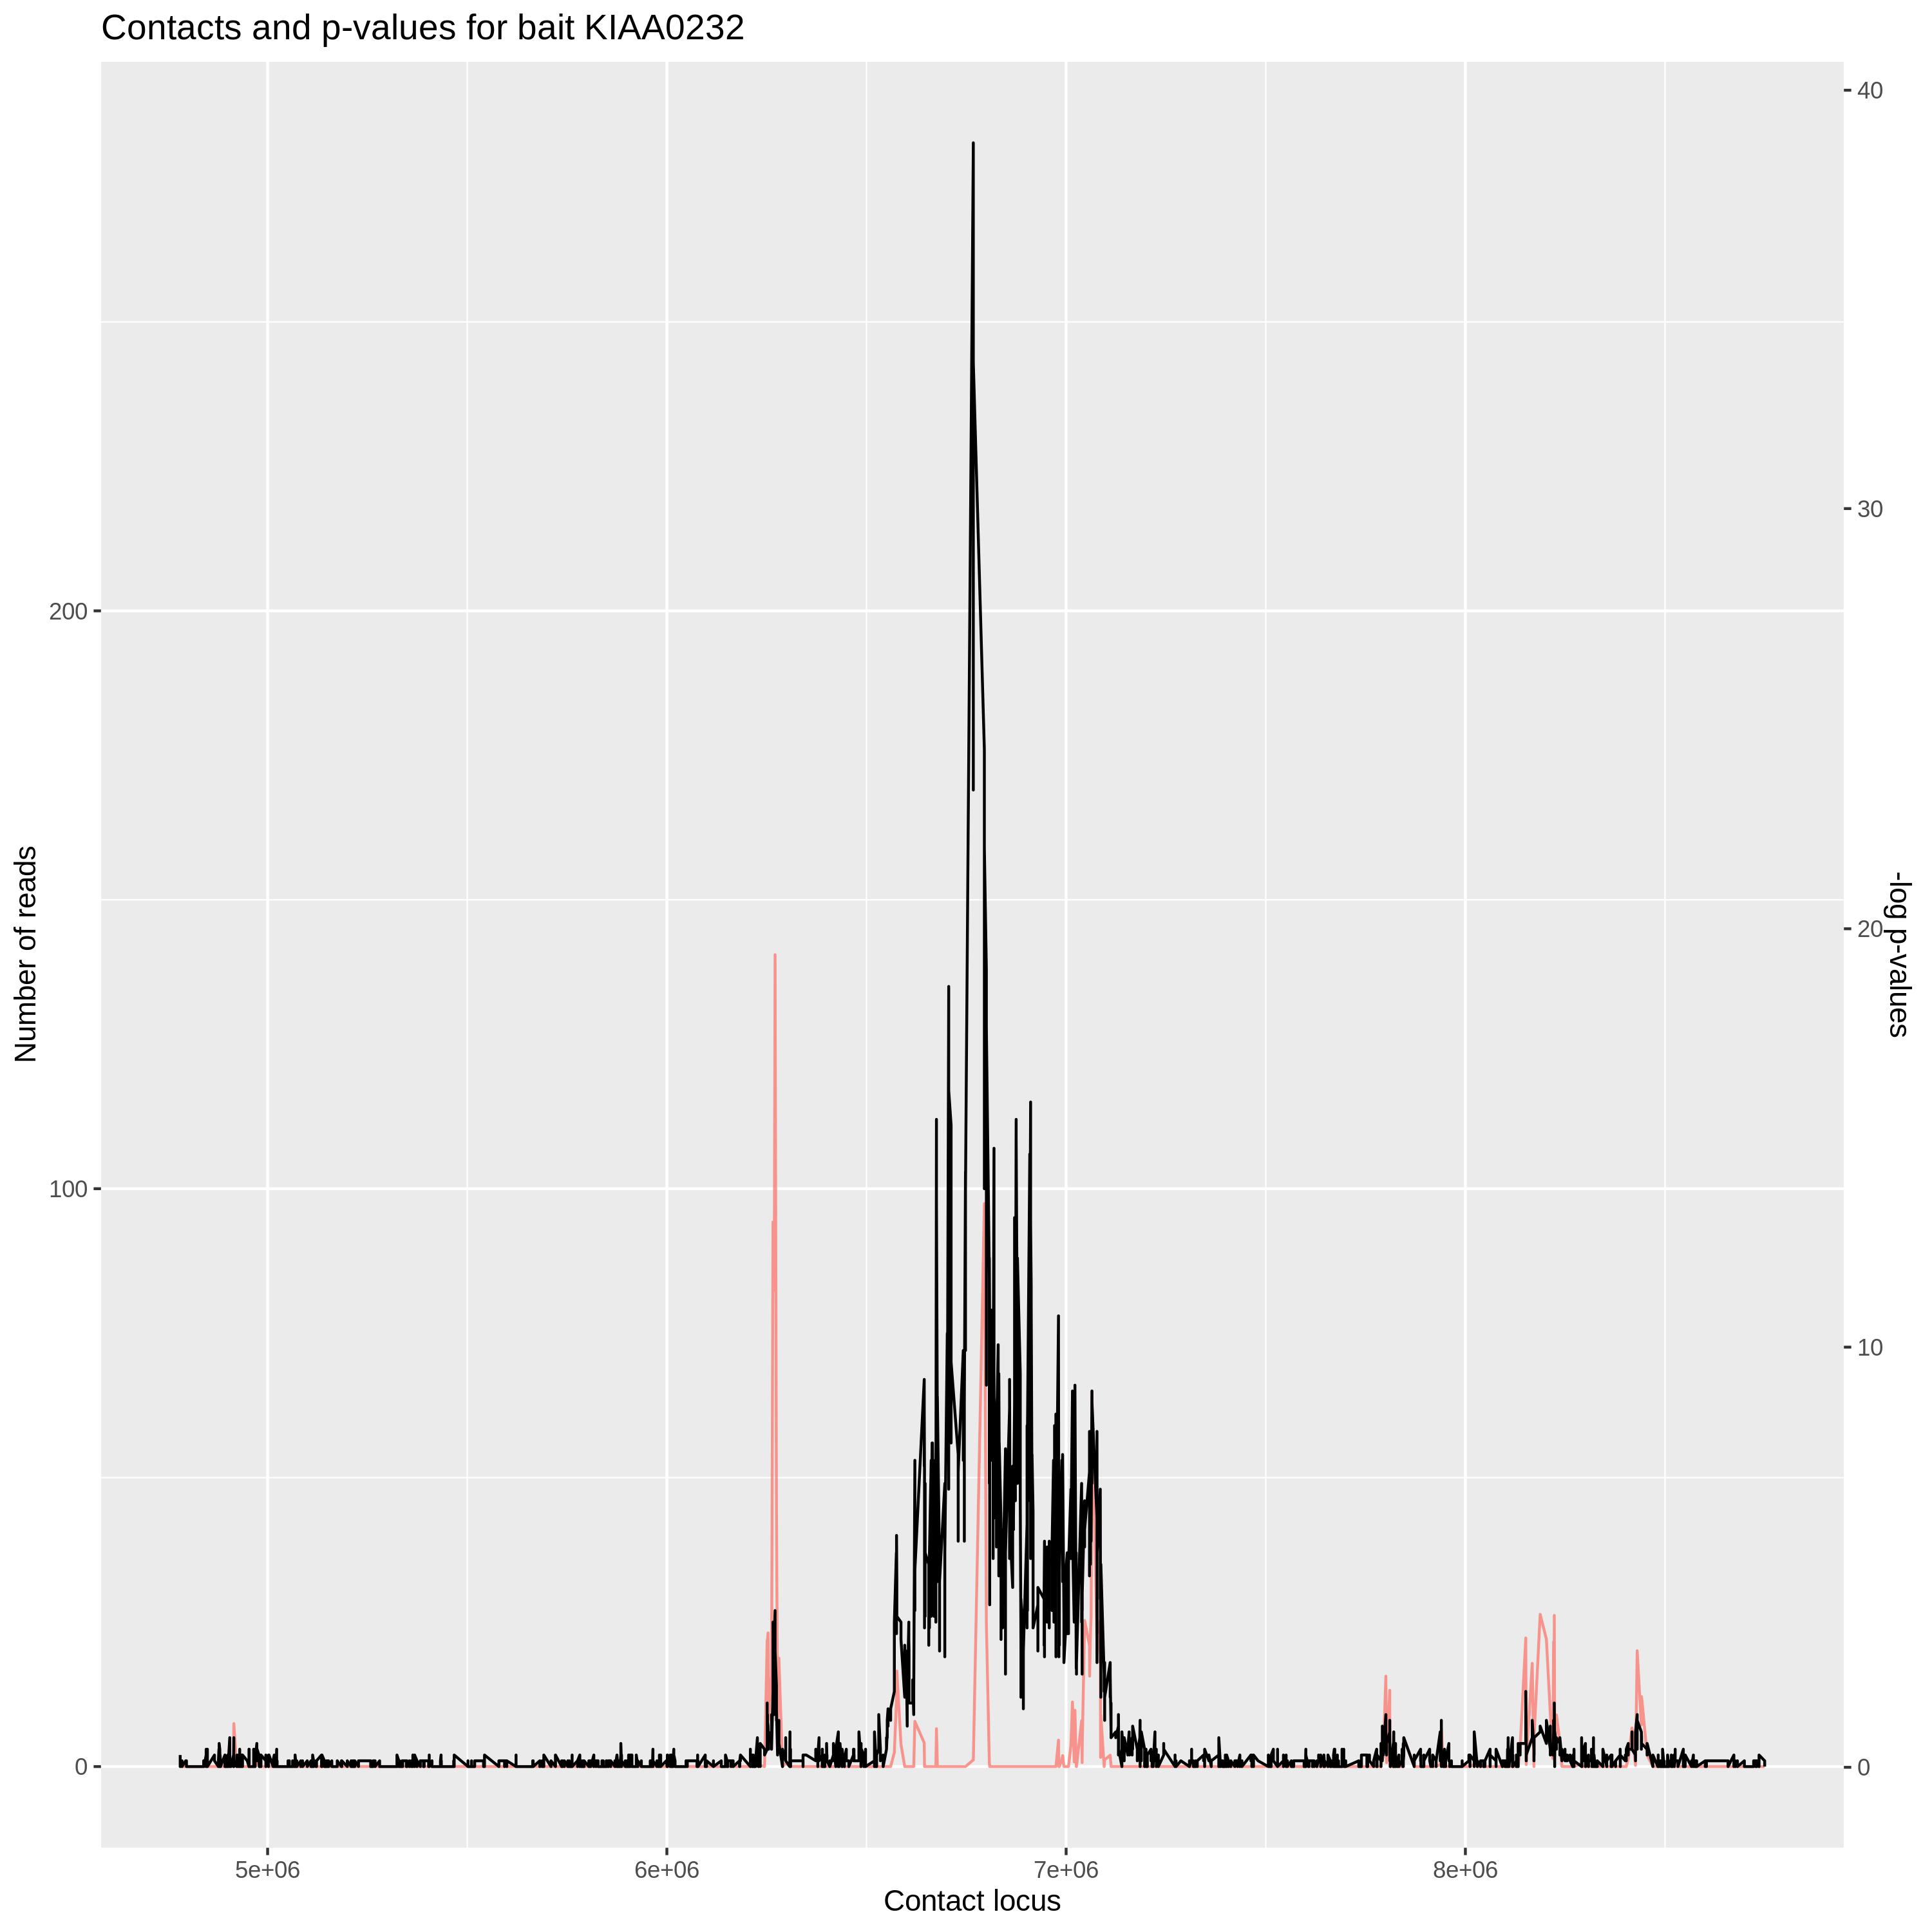 Contacts and p-values for bait KIAA0232
40
30
200
20
Number of reads
-log p-values
100
10
0
0
5e+06
6e+06
7e+06
8e+06
Contact locus